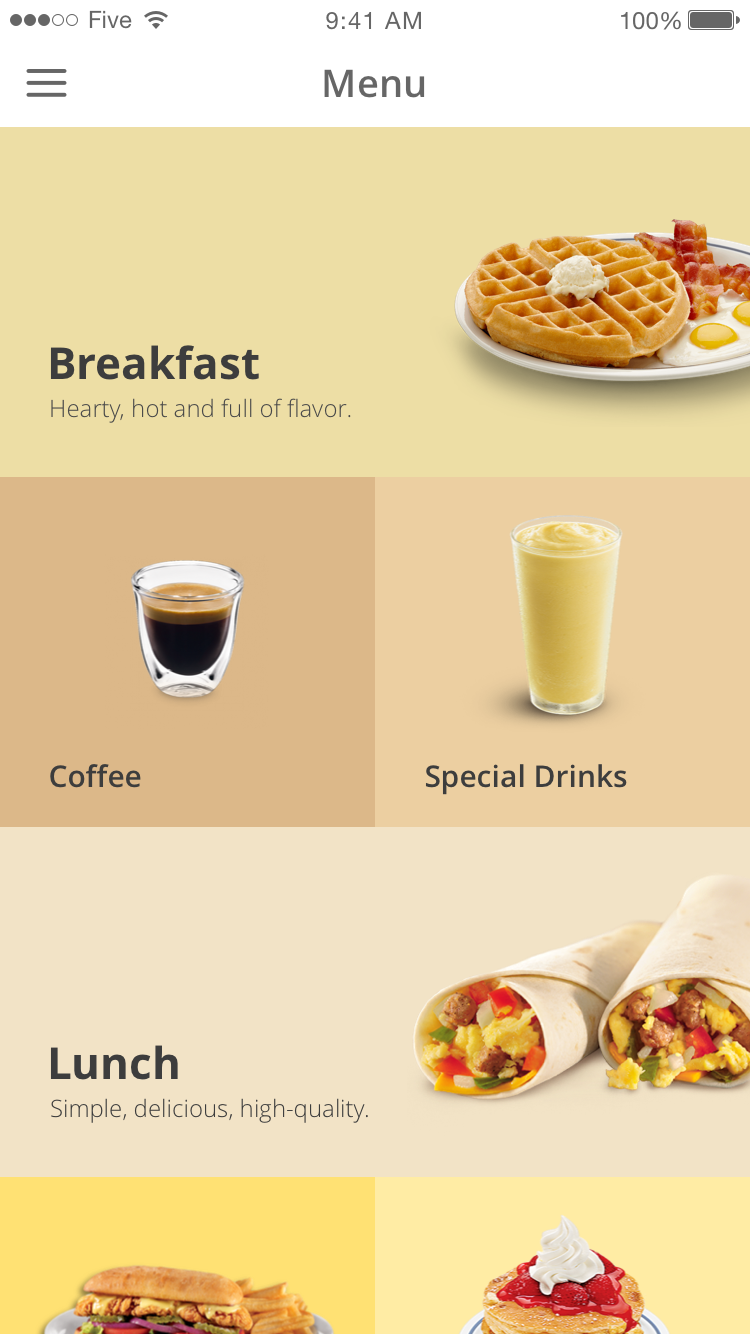 Five 9:41 AM 100%
Menu
Breakfast
Hearty, hot and full of flavor.
Coffee Special Drinks
Lunch
Simple, delicious, high-quality.